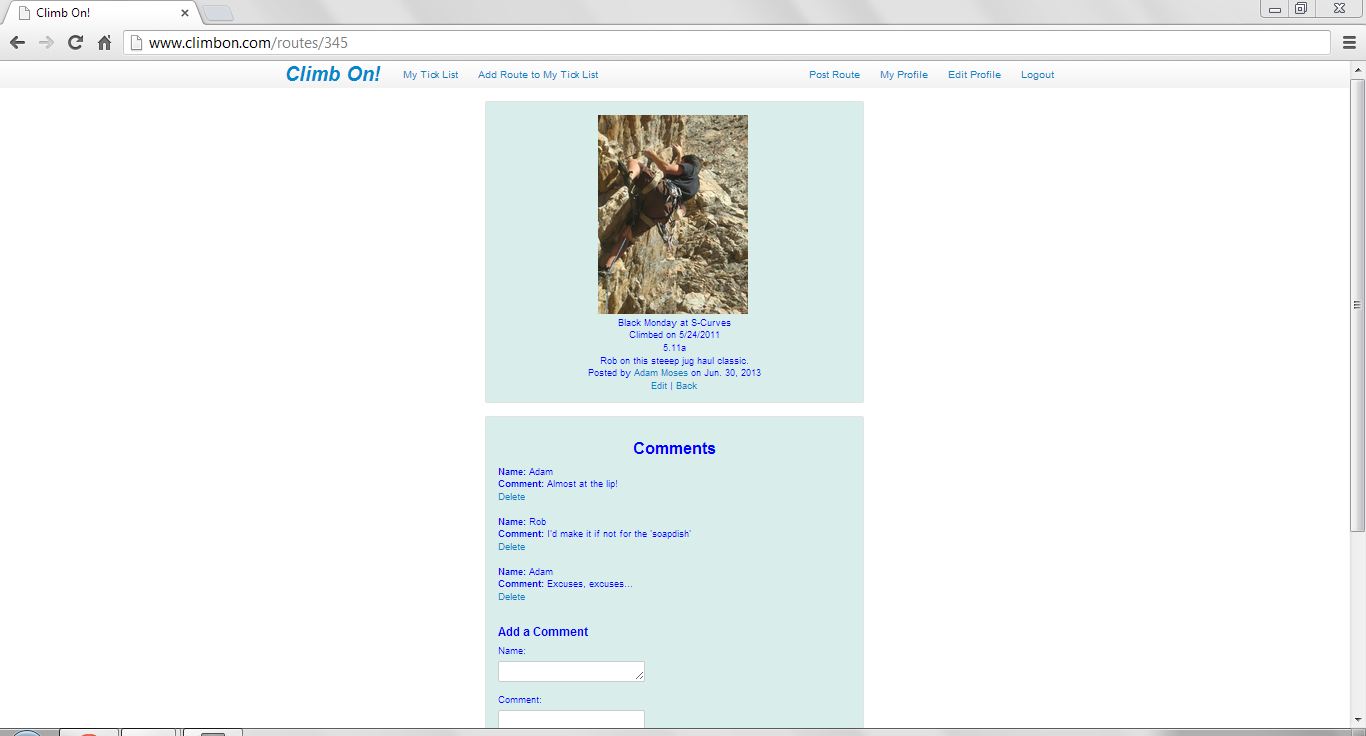 Climb On!
www.climbon.com/routes/345
Climb On! My Tick List Add Route to My Tick List Post Route My Profile Edit Profile Logout
Black Monday at S-Curves
Climbed on 5/24/2011
5.11a
Rob on this steeep jug haul classic.
Posted by Adam Moses on Jun. 30, 2013
Edit | Back
Comments
Name: Adam
Comment: Almost at the lip!
Delete
Name: Rob
Comment: I'd make it if not for the 'soapdish'
Delete
Name: Adam
Comment: Excuses, excuses...
Delete
Add a Comment
Name:
Comment: